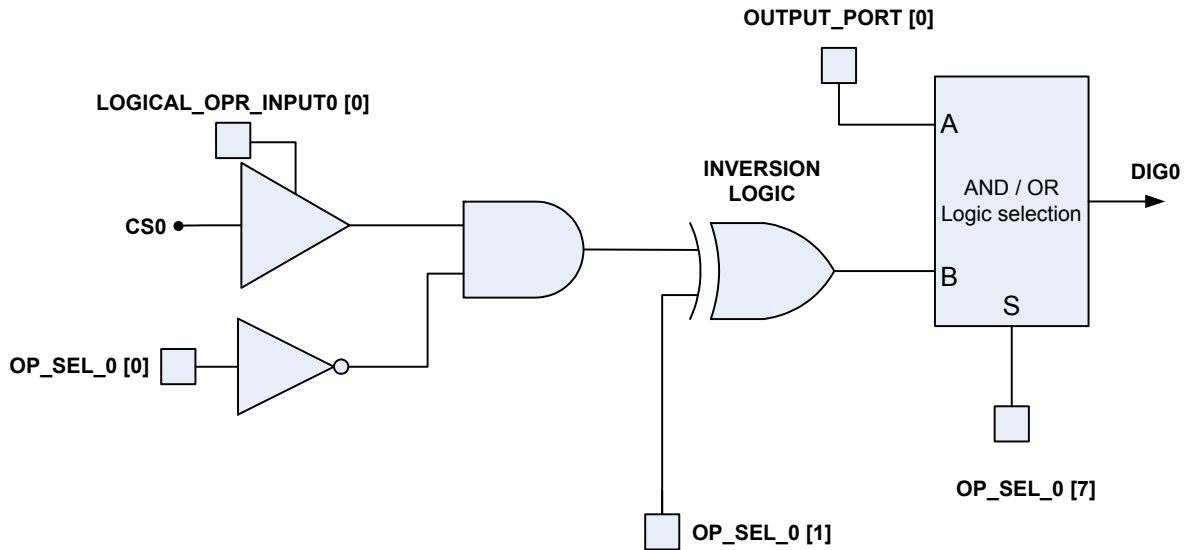 OUTPUT_PORT [0]
LOGICAL_OPR_INPUT0 [0]
A
INVERSION
LOGIC
DIG0
AND / OR
Logic selection
CS0
B
S
OP_SEL_0 [0]
OP_SEL_0 [7]
OP_SEL_0 [1]